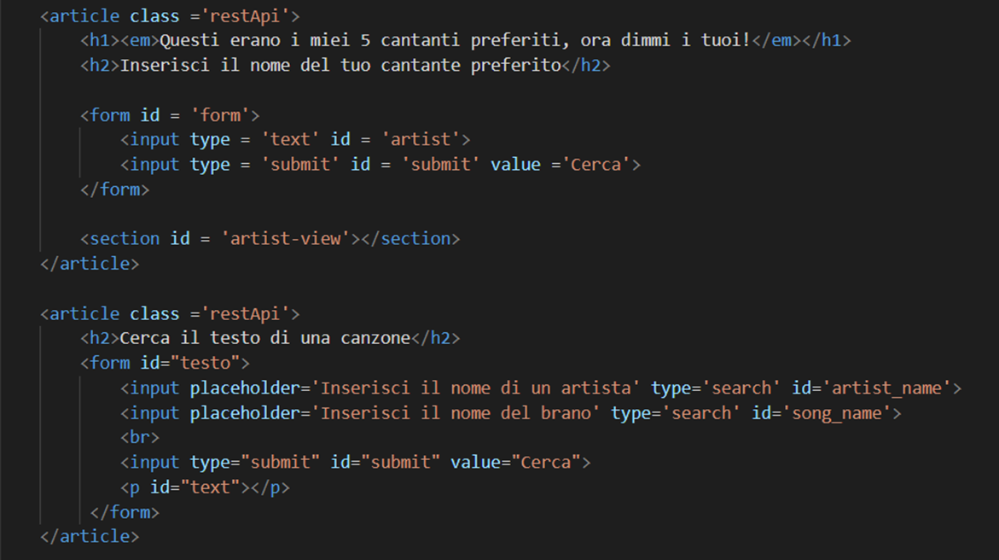 <article class ='restApi'>
    <h1><em>Questi erano i miei 5 cantanti preferiti, ora dimmi i tuoi!</em></h1>
    <h2>Inserisci il nome del tuo cantante preferito</h2>
    <form id = 'form'>
        <input type = 'text' id = 'artist'>
        <input type = 'submit' id = 'submit' value ='Cerca'>
    </form>
    <section id = 'artist-view'></section>
</article>
<article class ='restApi'>
    <h2>Cerca il testo di una canzone</h2>
    <form id="testo">
        <input placeholder='Inserisci il nome di un artista' type='search' id='artist_name'>
        <input placeholder='Inserisci il nome del brano' type='search' id='song_name'>
        <br>
        <input type="submit" id="submit" value="Cerca">
        <p id="text"></p>
     </form>
</article>